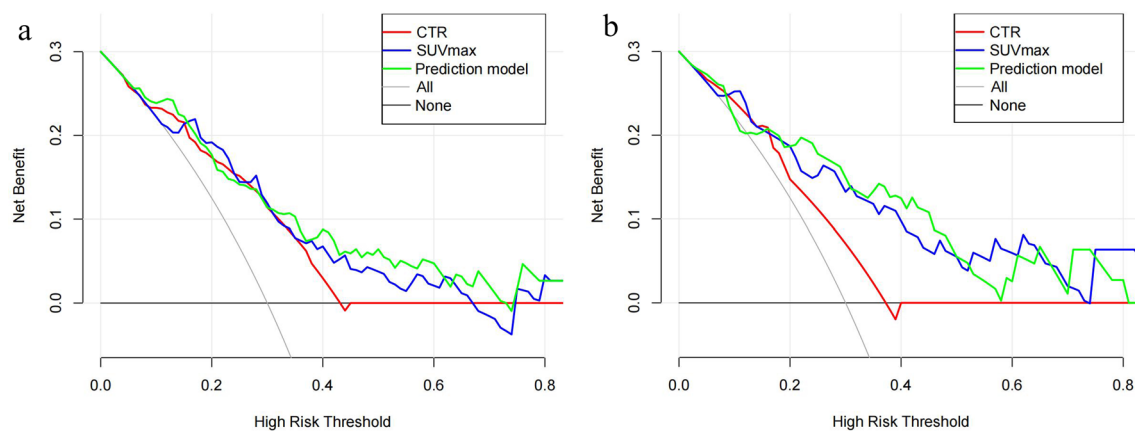 a
CTR
SUVmax
Prediction model
All
None
Net Benefit
0.3
0.2
0.1
0.0
0.0 0.2 0.4 0.6 0.8
High Risk Threshold
b
CTR
SUVmax
Prediction model
All
None
Net Benefit
0.3
0.2
0.1
0.0
0.0 0.2 0.4 0.6 0.8
High Risk Threshold